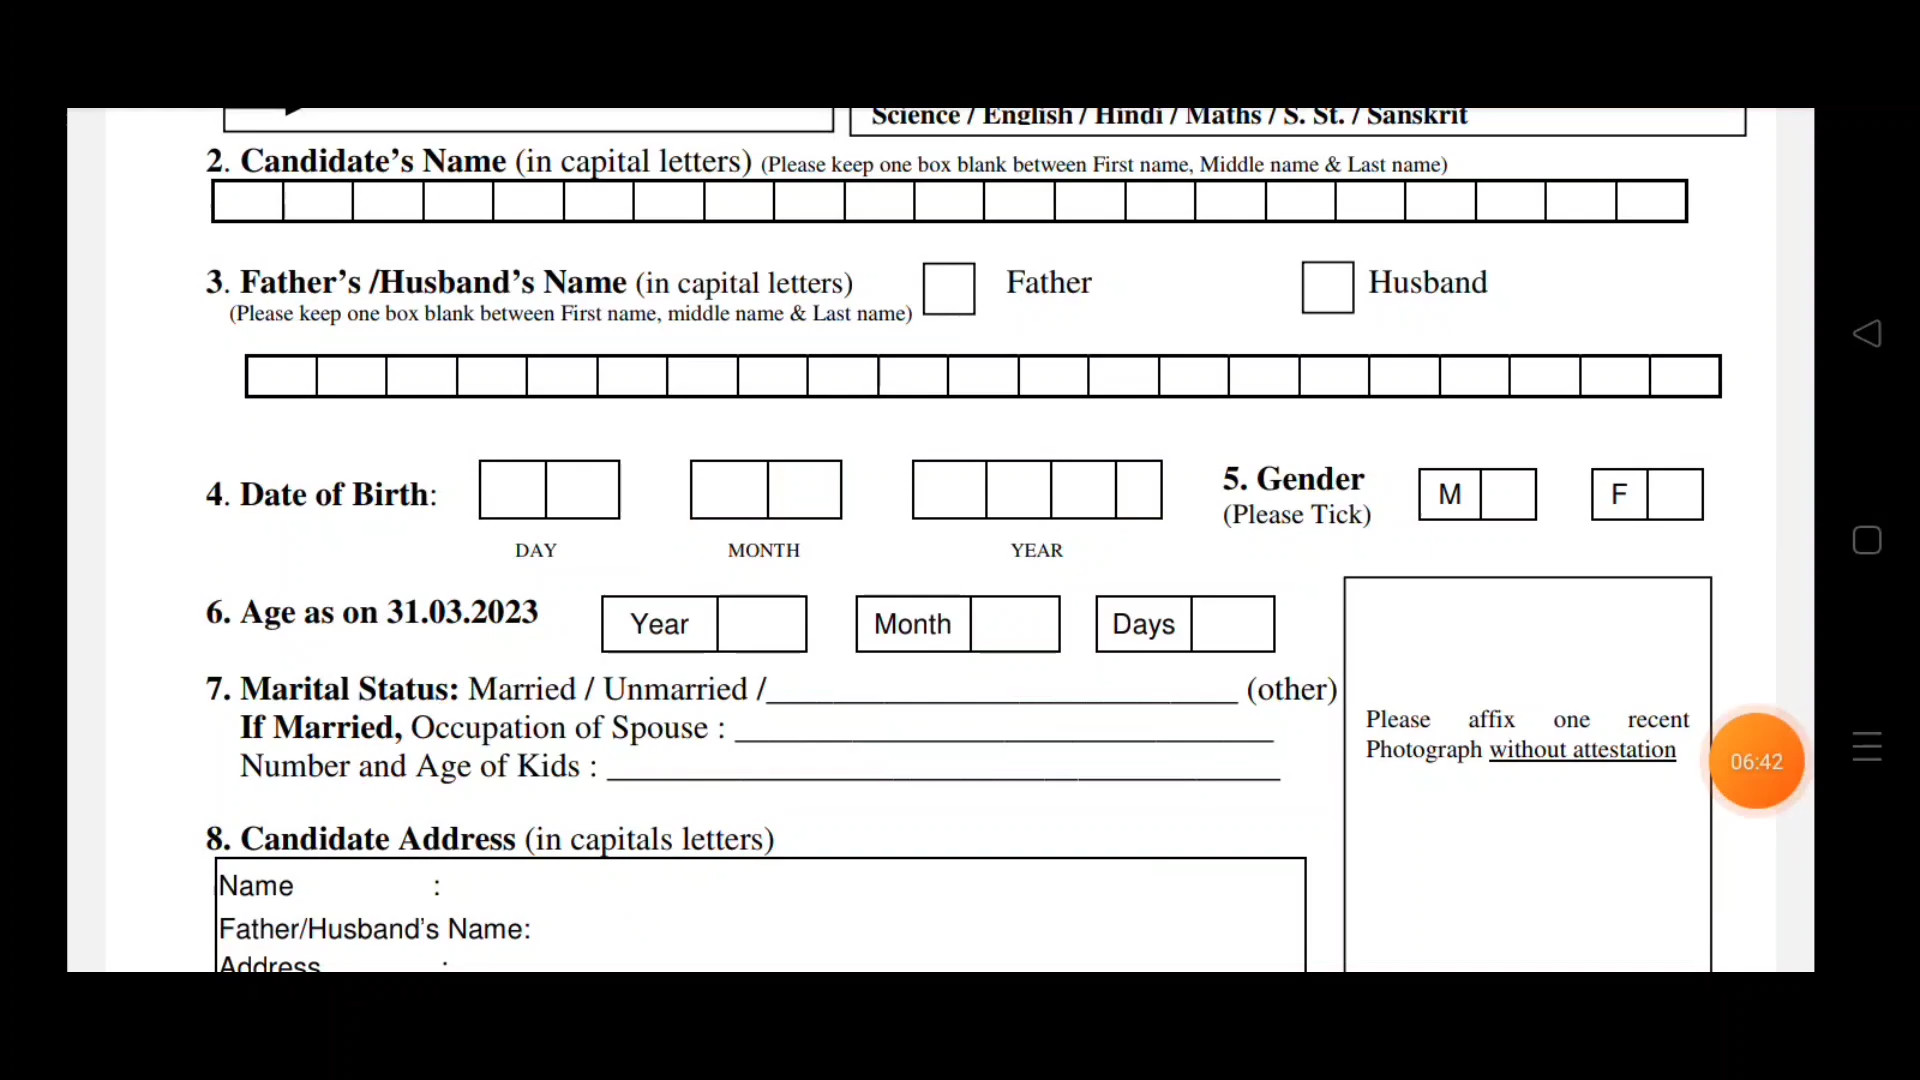 Science / English / Hindi / Maths / S. St. / Sanskrit
2. Candidate’s Name (in capital letters) (Please keep one box blank between First name, Middle name & Last name)
3. Father’s /Husband’s Name (in capital letters) Father Husband
(Please keep one box blank between First name, middle name & Last name)
4. Date of Birth: 5. Gender M F
(Please Tick)
DAY MONTH YEAR
6. Age as on 31.03.2023 Year Month Days
7. Marital Status: Married / Unmarried /____________________________ (other)
If Married, Occupation of Spouse : ________________________________
Number and Age of Kids : ________________________________________
Please affix one recent
Photograph without attestation
06:42
8. Candidate Address (in capitals letters)
Name :
Father/Husband’s Name:
Address :